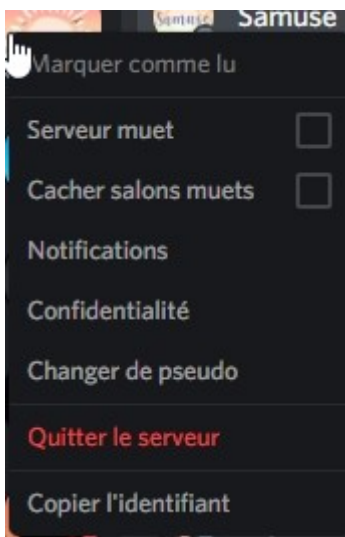 Samuse Samuse
Marquer comme lu
Serveur muet
Cacher salons muets
Notifications
Confidentialité
Changer de pseudo
Quitter le serveur
Copier l'identifiant